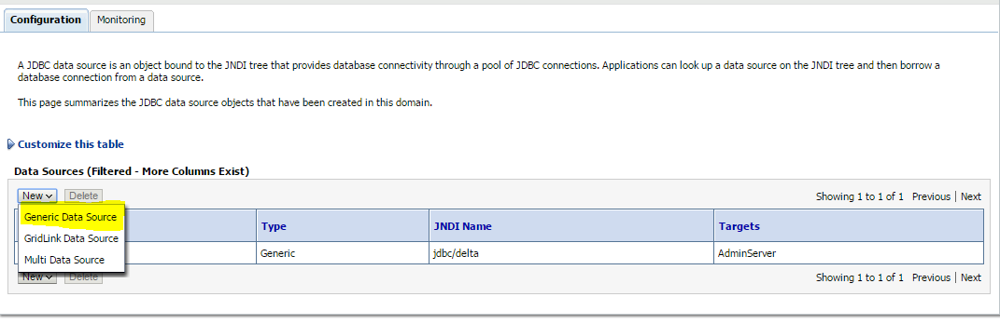 Configuration Monitoring
A JDBC data source is an object bound to the JNDI tree that provides database connectivity through a pool of JDBC connections. Applications can look up a data source on the JNDI tree and then borrow a
database connection from a data source.
This page summarizes the JDBC data source objects that have been created in this domain.
Customize this table
Data Sources (Filtered - More Columns Exist)
New Delete Showing 1 to 1 of 1 Previous | Next
Generic Data Source
GridLink Data Source
Multi Data Source
Type JNDI Name Targets
Generic jdbc/delta AdminServer
New Delete Showing 1 to 1 of 1 Previous | Next